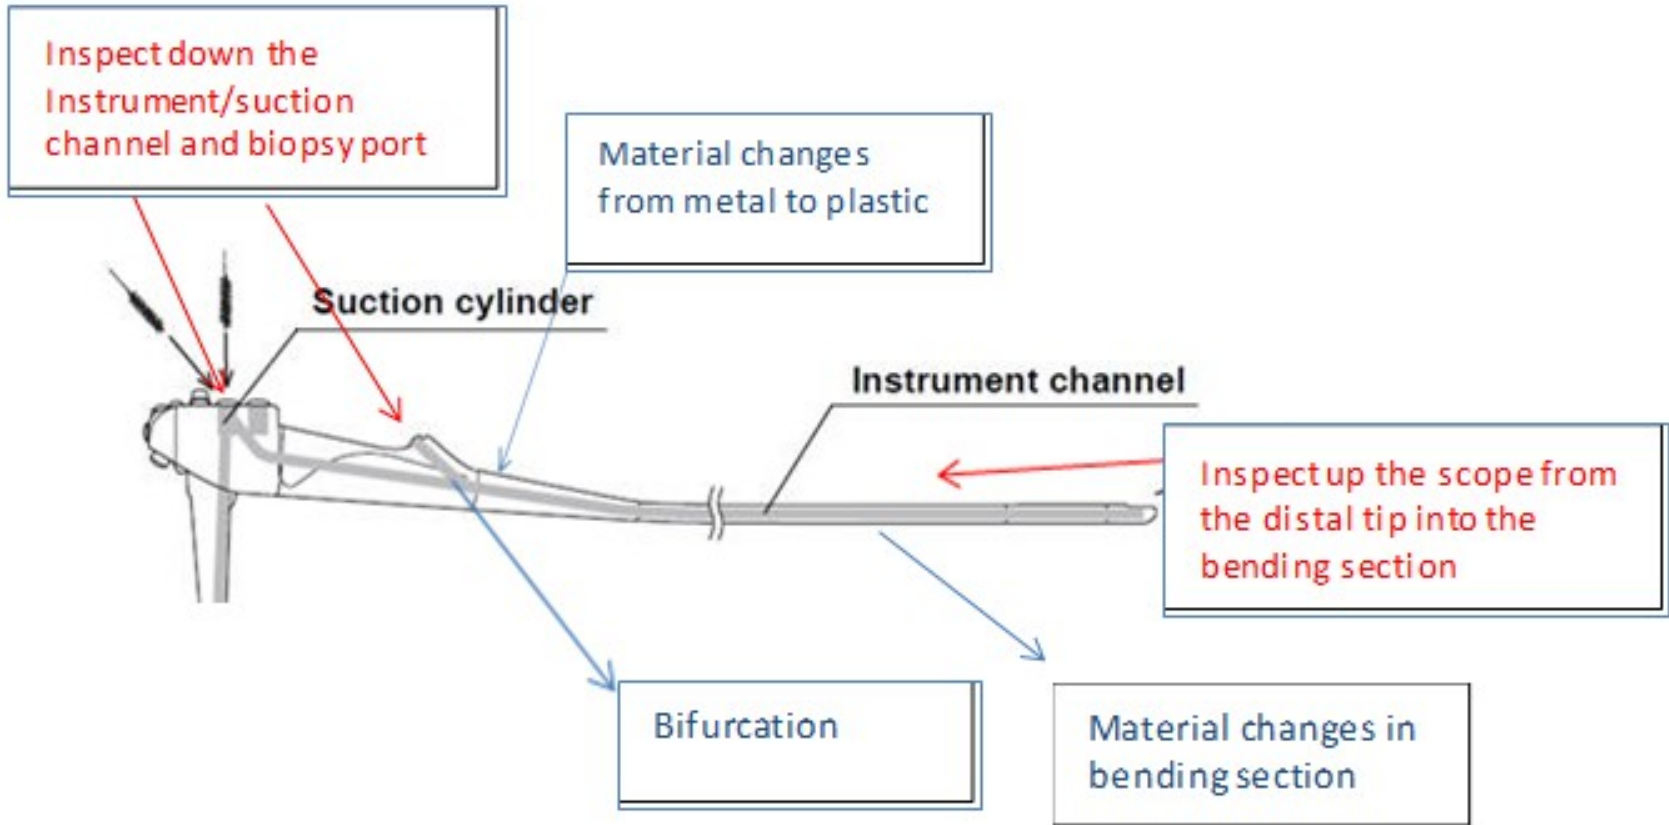 Inspect down the
Instrument/suction
channel and biopsy port
Material changes
from metal to plastic
Suction cylinder
Instrument channel
Inspect up the scope from
the distal tip into the
bending section
Bifurcation
Material changes in
bending section